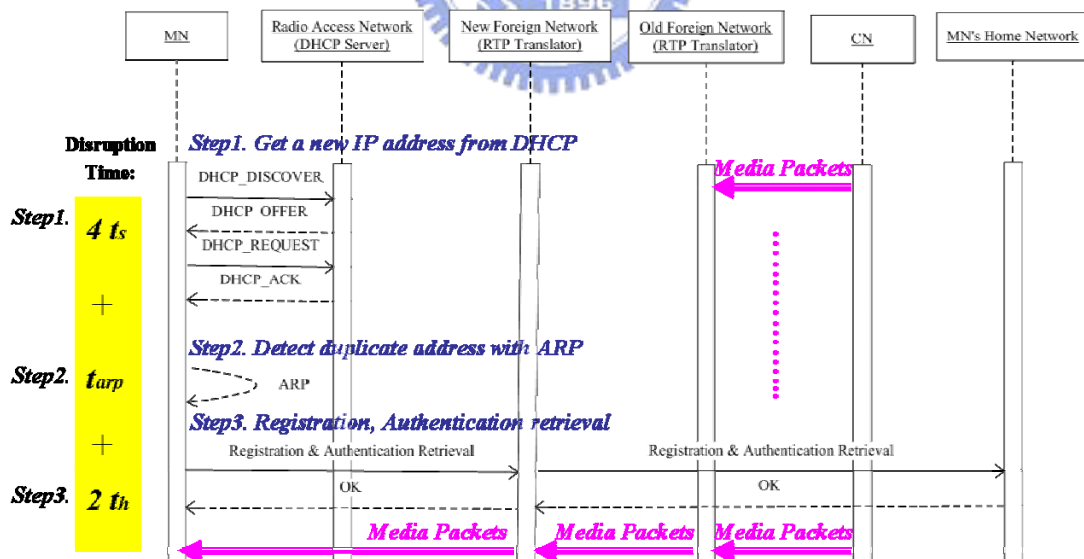 1896
MN
Radio Access Network
(DHCP Server)
New Foreign Network
(RTP Translator)
Old Foreign Network
(RTP Translator)
CN
MN's Home Network
Disruption
Time:
Step1. Get a new IP address from DHCP
DHCP_DISCOVER
Media Packets
Step1.
4 ts
DHCP_OFFER
DHCP_REQUEST
DHCP_ACK
+
Step2. Detect duplicate address with ARP
Step2.
tarp
ARP
Step3. Registration, Authentication retrieval
+
Registration & Authentication Retrieval
Registration & Authentication Retrieval
Step3.
2 th
OK
OK
Media Packets
Media Packets
Media Packets